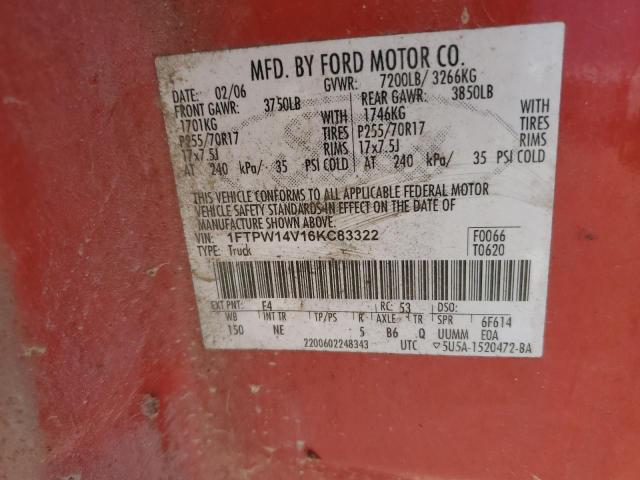 MFD. BY FORD MOTOR CO.
DATE: 02/06 GVWR: 7200LB/ 3266KG
FRONT GAWR: 3750LB REAR GAWR: 3850LB
1701KG WITH 1746KG WITH
P255/70R17 TIRES P255/70R17 TIRES
17x7.5J RIMS 17x7.5J RIMS
AT 240 kPa/ 35 PSI COLD AT 240 kPa/ 35 PSI COLD
THIS VEHICLE CONFORMS TO ALL APPLICABLE FEDERAL MOTOR
VEHICLE SAFETY STANDARDS IN EFFECT ON THE DATE OF
MANUFACTURE SHOWN ABOVE.
VIN: 1FTPW14V16KC83322 F0066
TYPE: Truck T0620
EXT PNT: F4 RC: 53 DSO:
WB INT TR TP/PS R AXLE TR SPR 6F614
150 NE 5 B6 Q UUMM E0A
2200602248343 UTC ▽5U5A-1520472-BA